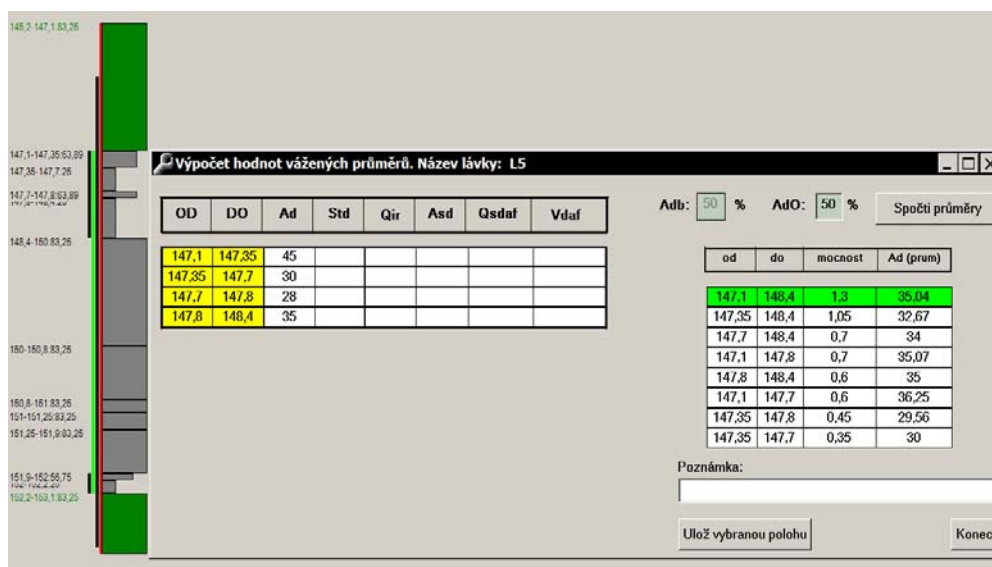 145,2-147,1:83,25
147,1-147,35:63,89
147,35-147,7:26
147,7-147,8:63,89
148,4-150:83,25
150-150,8:83,25
150,8-151:83,25
151-151,25:83,25
151,25-151,9:83,25
151,9-152:56,75
152,2-153,1:83,25
Výpočet hodnot vážených průměrů. Název lávky: L5
OD DO Ad Std Qir Asd Qsdaf Vdaf
147,1 147,35 45
147,35 147,7 30
147,7 147,8 28
147,8 148,4 35
Adb: 50 % AdO: 50 % Spočti průměry
od do mocnost Ad (prum)
147,1 148,4 1,3 35,04
147,35 148,4 1,05 32,67
147,7 148,4 0,7 34
147,1 147,8 0,7 35,07
147,8 148,4 0,6 35
147,1 147,7 0,6 36,25
147,35 147,8 0,45 29,56
147,35 147,7 0,35 30
Poznámka:
Ulož vybranou polohu Konec